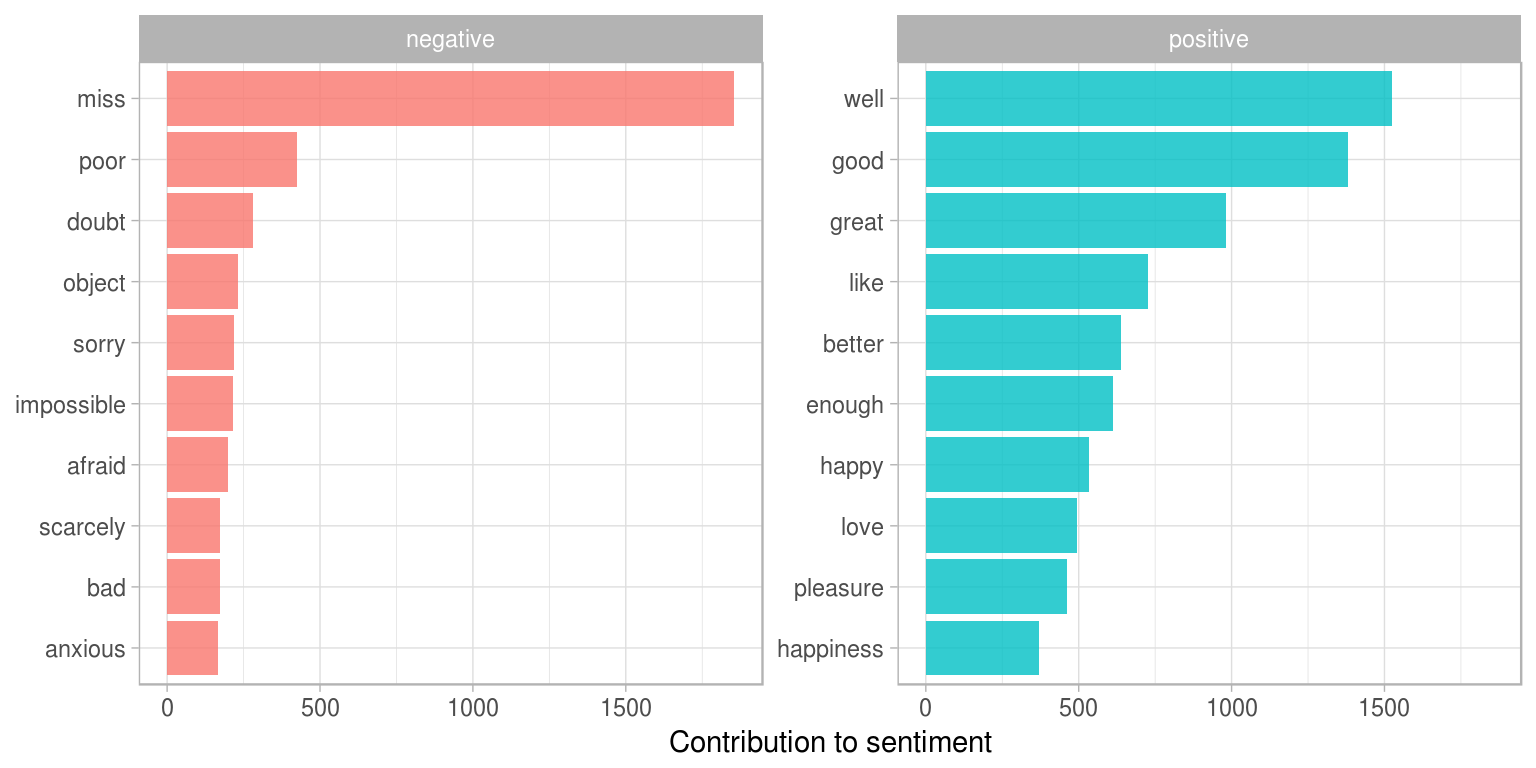 negative
miss
poor
doubt
object
sorry
impossible
afraid
scarcely
bad
anxious
0 500 1000 1500
positive
well
good
great
like
better
enough
happy
love
pleasure
happiness
0 500 1000 1500
Contribution to sentiment